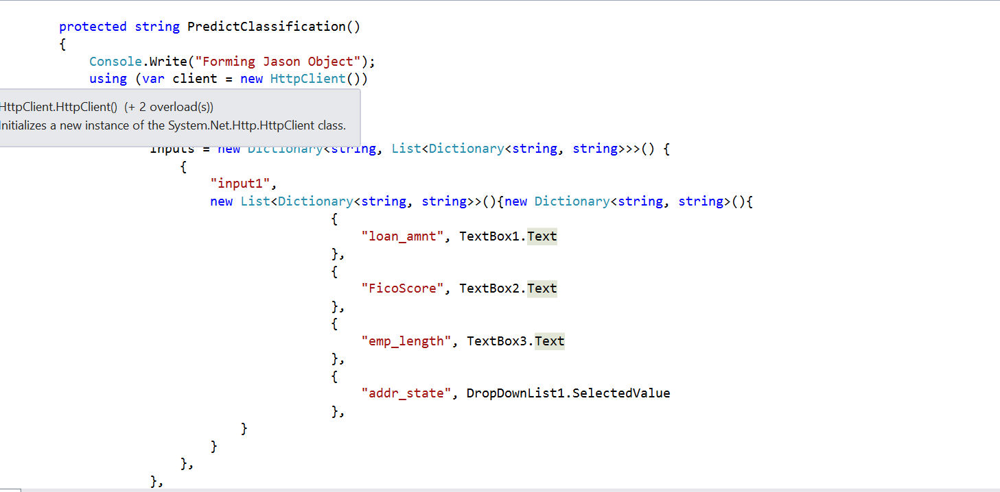 protected string PredictClassification()
{
Console.Write("Forming Jason Object");
using (var client = new HttpClient())
HttpClient.HttpClient() (+ 2 overload(s))
Initializes a new instance of the System.Net.Http.HttpClient class.
inputs = new Dictionary<string, List<Dictionary<string, string>>>() {
{
"input1",
new List<Dictionary<string, string>>(){new Dictionary<string, string>(){
{
"loan_amnt", TextBox1.Text
},
{
"FicoScore", TextBox2.Text
},
{
"emp_length", TextBox3.Text
},
{
"addr_state", DropDownList1.SelectedValue
},
}
}
},
},